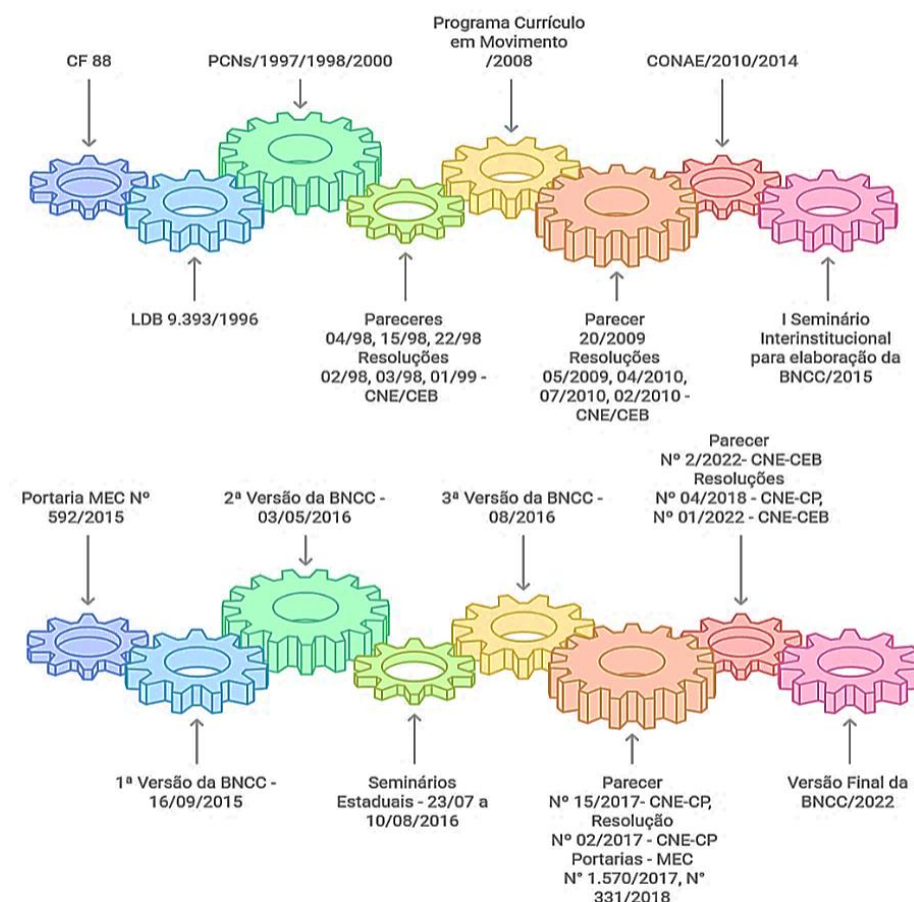 CF 88
PCNs/1997/1998/2000
Programa Currículo
em Movimento
/2008
CONAE/2010/2014
LDB 9.393/1996
Pareceres
04/98, 15/98, 22/98
Resoluções
02/98, 03/98, 01/99 -
CNE/CEB
Parecer
20/2009
Resoluções
05/2009, 04/2010,
07/2010, 02/2010 -
CNE/CEB
I Seminário
Interinstitucional
para elaboração da
BNCC/2015
Portaria MEC Nº
592/2015
2ª Versão da BNCC -
03/05/2016
3ª Versão da BNCC -
08/2016
Parecer
Nº 2/2022- CNE-CEB
Resoluções
Nº 04/2018 - CNE-CP,
Nº 01/2022 - CNE-CEB
1ª Versão da BNCC -
16/09/2015
Seminários
Estaduais - 23/07 a
10/08/2016
Parecer
Nº 15/2017- CNE-CP,
Resolução
Nº 02/2017 - CNE-CP
Portarias - MEC
N° 1.570/2017, N°
331/2018
Versão Final da
BNCC/2022